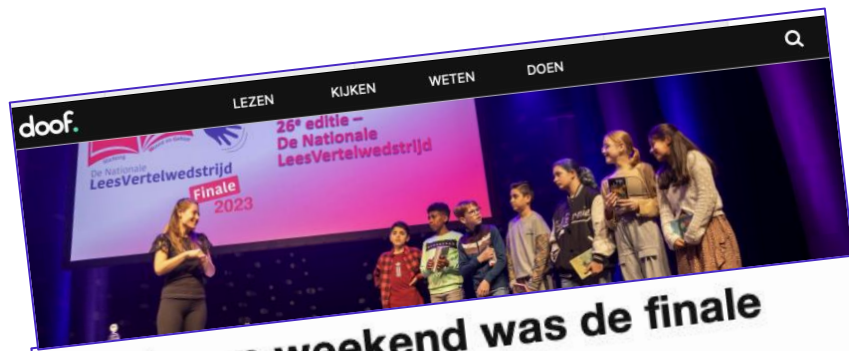 doof.
LEZEN KIJKEN WETEN DOEN
26e editie –
De Nationale
LeesVertelwedstrijd
De Nationale
LeesVertelwedstrijd
Finale
2023
weekend was de finale